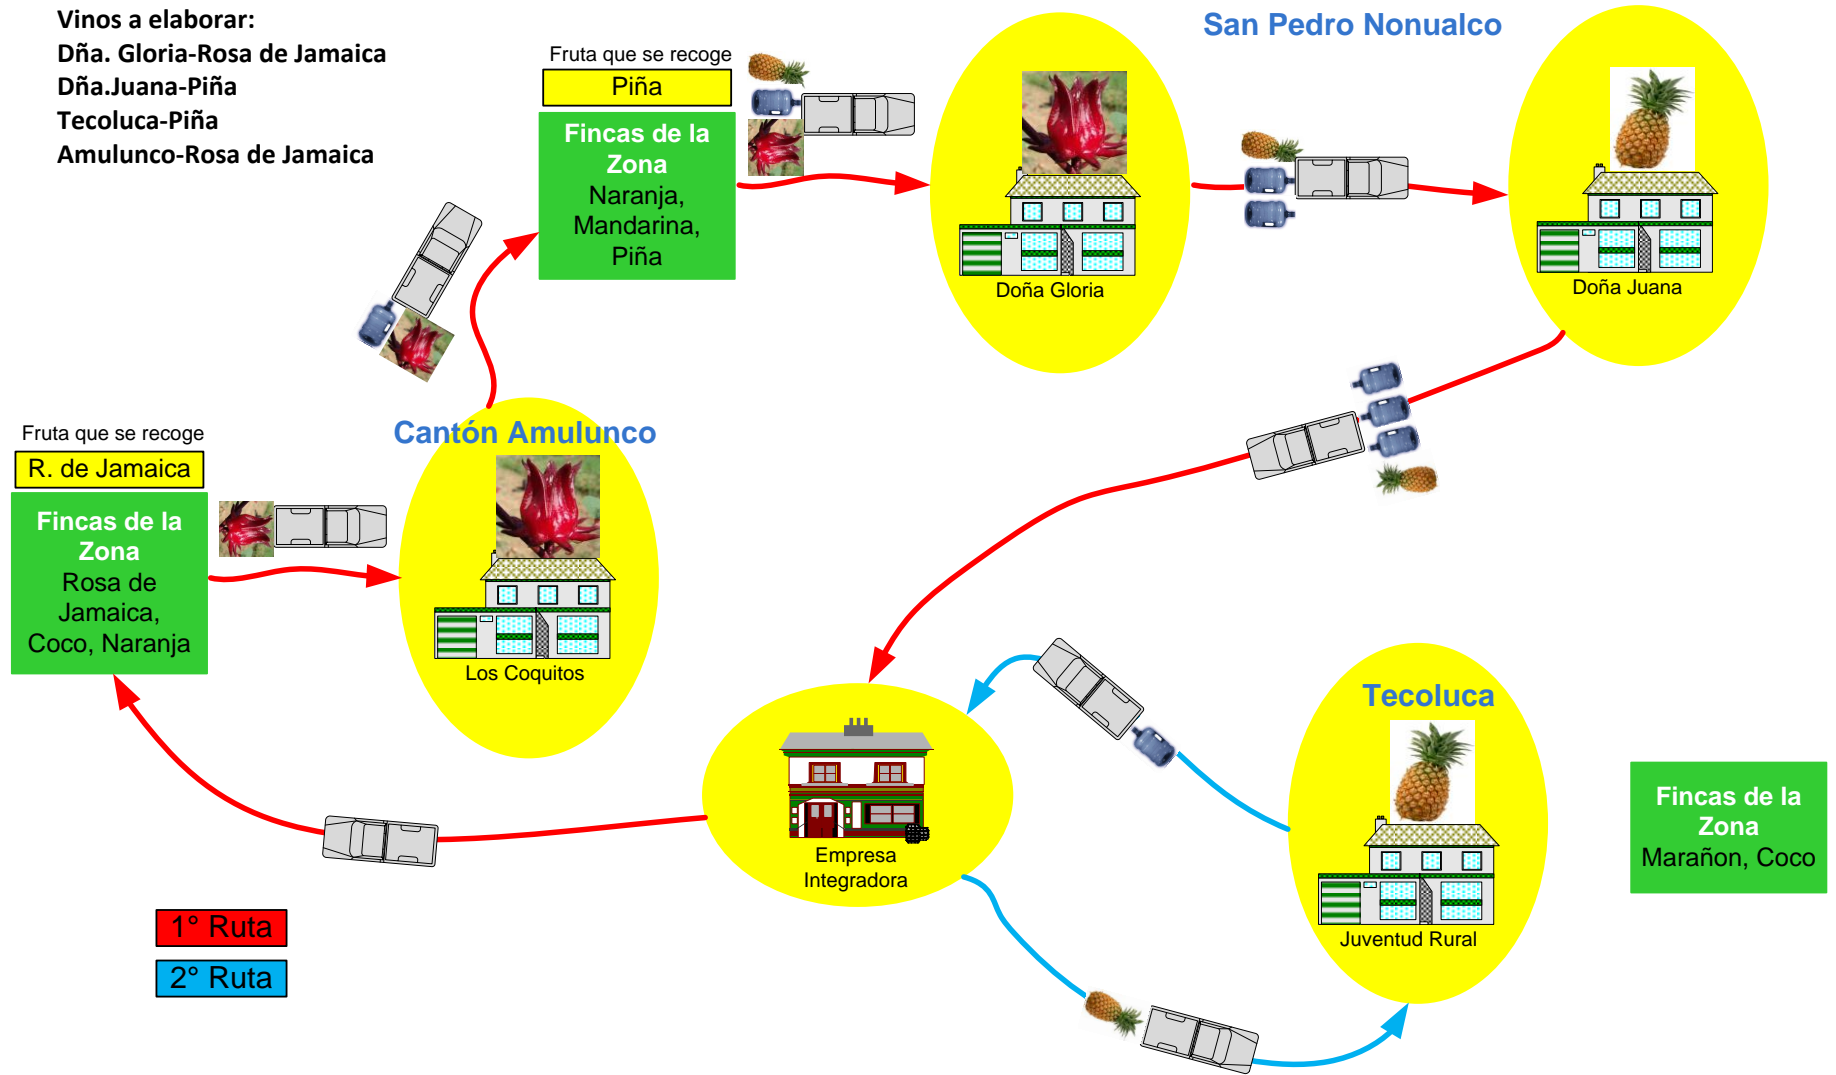 Vinos a elaborar:
Dña. Gloria-Rosa de Jamaica
Dña.Juana-Piña
Tecoluca-Piña
Amulunco-Rosa de Jamaica
San Pedro Nonualco
Fruta que se recoge
Piña
Fincas de la
Zona
Naranja,
Mandarina,
Piña
Doña Gloria
Doña Juana
Cantón Amulunco
Fruta que se recoge
R. de Jamaica
Fincas de la
Zona
Rosa de
Jamaica,
Coco, Naranja
Los Coquitos
Tecoluca
Juventud Rural
Fincas de la
Zona
Marañon, Coco
Empresa
Integradora
1° Ruta
2° Ruta